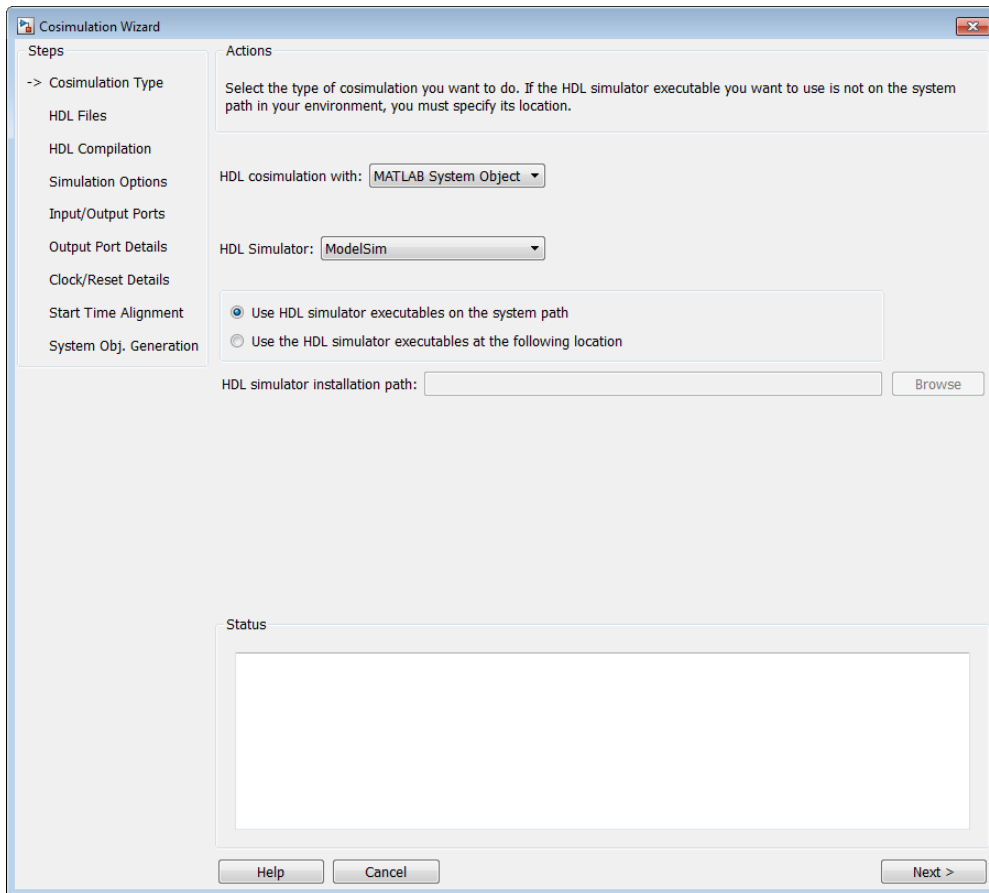 Cosimulation Wizard
Steps
-> Cosimulation Type
HDL Files
HDL Compilation
Simulation Options
Input/Output Ports
Output Port Details
Clock/Reset Details
Start Time Alignment
System Obj. Generation
Actions
Select the type of cosimulation you want to do. If the HDL simulator executable you want to use is not on the system
path in your environment, you must specify its location.
HDL cosimulation with: MATLAB System Object
HDL Simulator: ModelSim
Use HDL simulator executables on the system path
Use the HDL simulator executables at the following location
HDL simulator installation path: Browse
Status
Help Cancel Next >